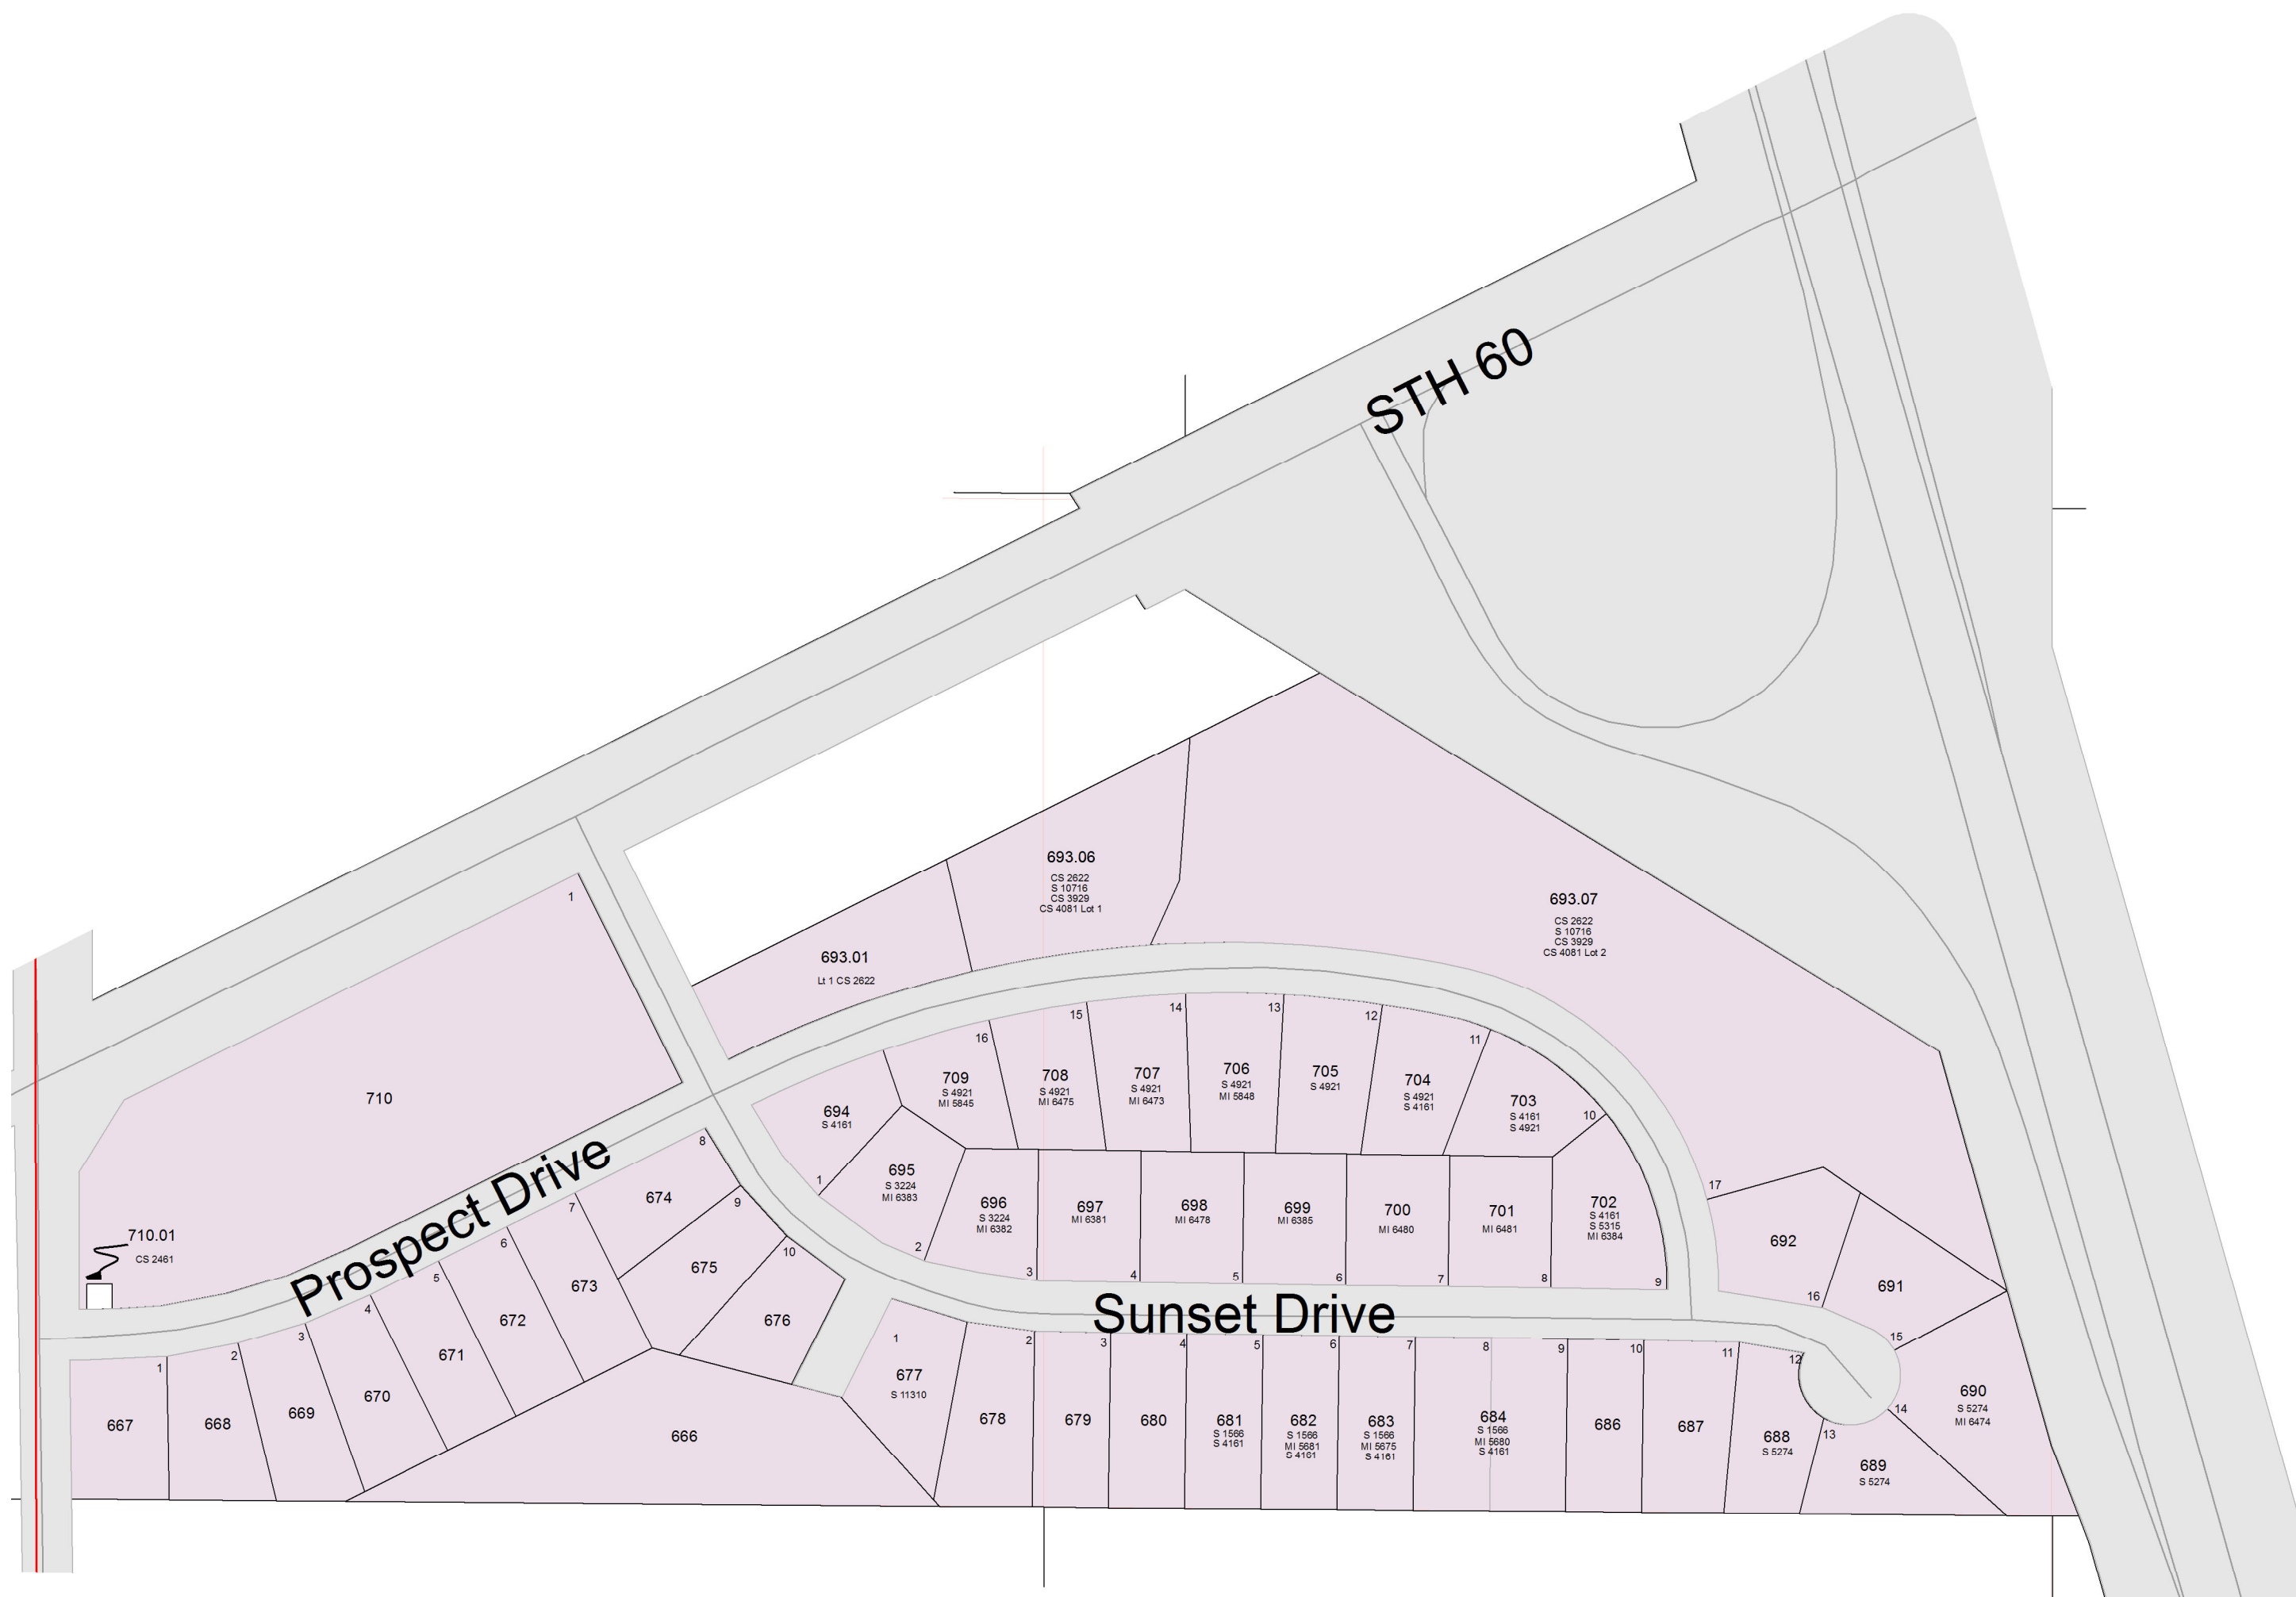 STH 60
693.06
CS 2622
S 10716
CS 3929
CS 4081 Lot 1
693.07
CS 2622
S 10716
CS 3929
CS 4081 Lot 2
693.01
Lt 1 CS 2622
1
710
710.01
CS 2461
Prospect Drive
694
S 4161
1
709
S 4921
MI 5845
16
708
S 4921
MI 6475
15
707
S 4921
MI 6473
14
706
S 4921
MI 5848
13
705
S 4921
12
704
S 4921
S 4161
11
703
S 4161
S 4921
10
695
S 3224
MI 6383
2
696
S 3224
MI 6382
3
697
MI 6381
4
698
MI 6478
5
699
MI 6385
6
700
MI 6480
7
701
MI 6481
8
702
S 4161
S 5315
MI 6384
9
17
692
16
691
15
Sunset Drive
8
674
9
675
10
676
7
673
6
672
5
671
4
670
3
669
2
668
1
667
666
1
677
S 11310
2
678
3
679
4
680
5
681
S 1566
S 4161
6
682
S 1566
MI 5681
S 4161
7
683
S 1566
MI 5675
S 4161
8
684
S 1566
MI 5680
S 4161
9
686
10
687
11
688
S 5274
12
13
689
S 5274
14
690
S 5274
MI 6474